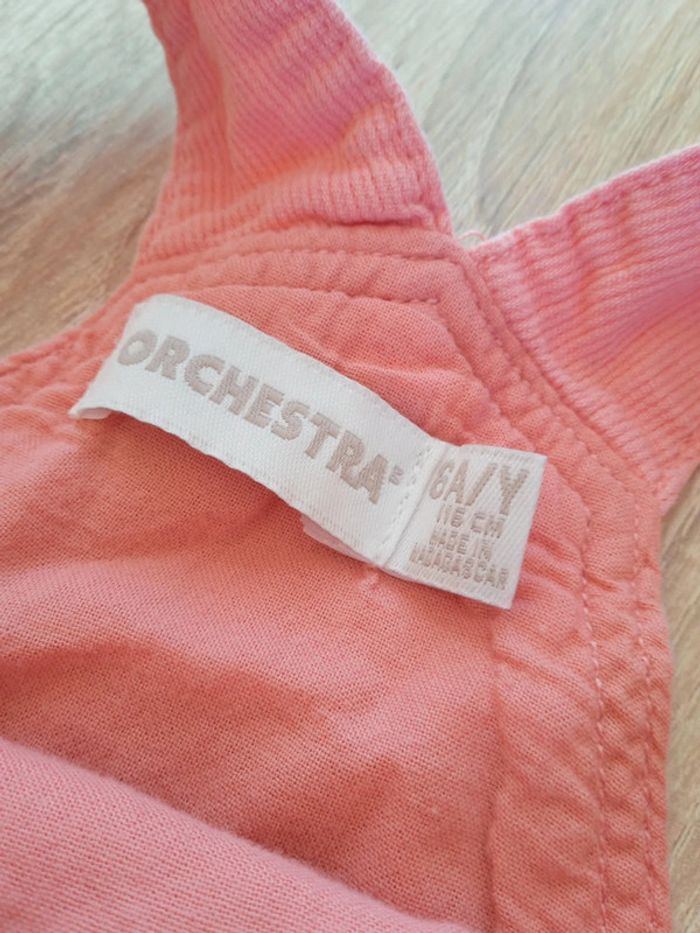 ORCHESTRA
6A/Y
116 CM
MADE IN
MADAGASCAR